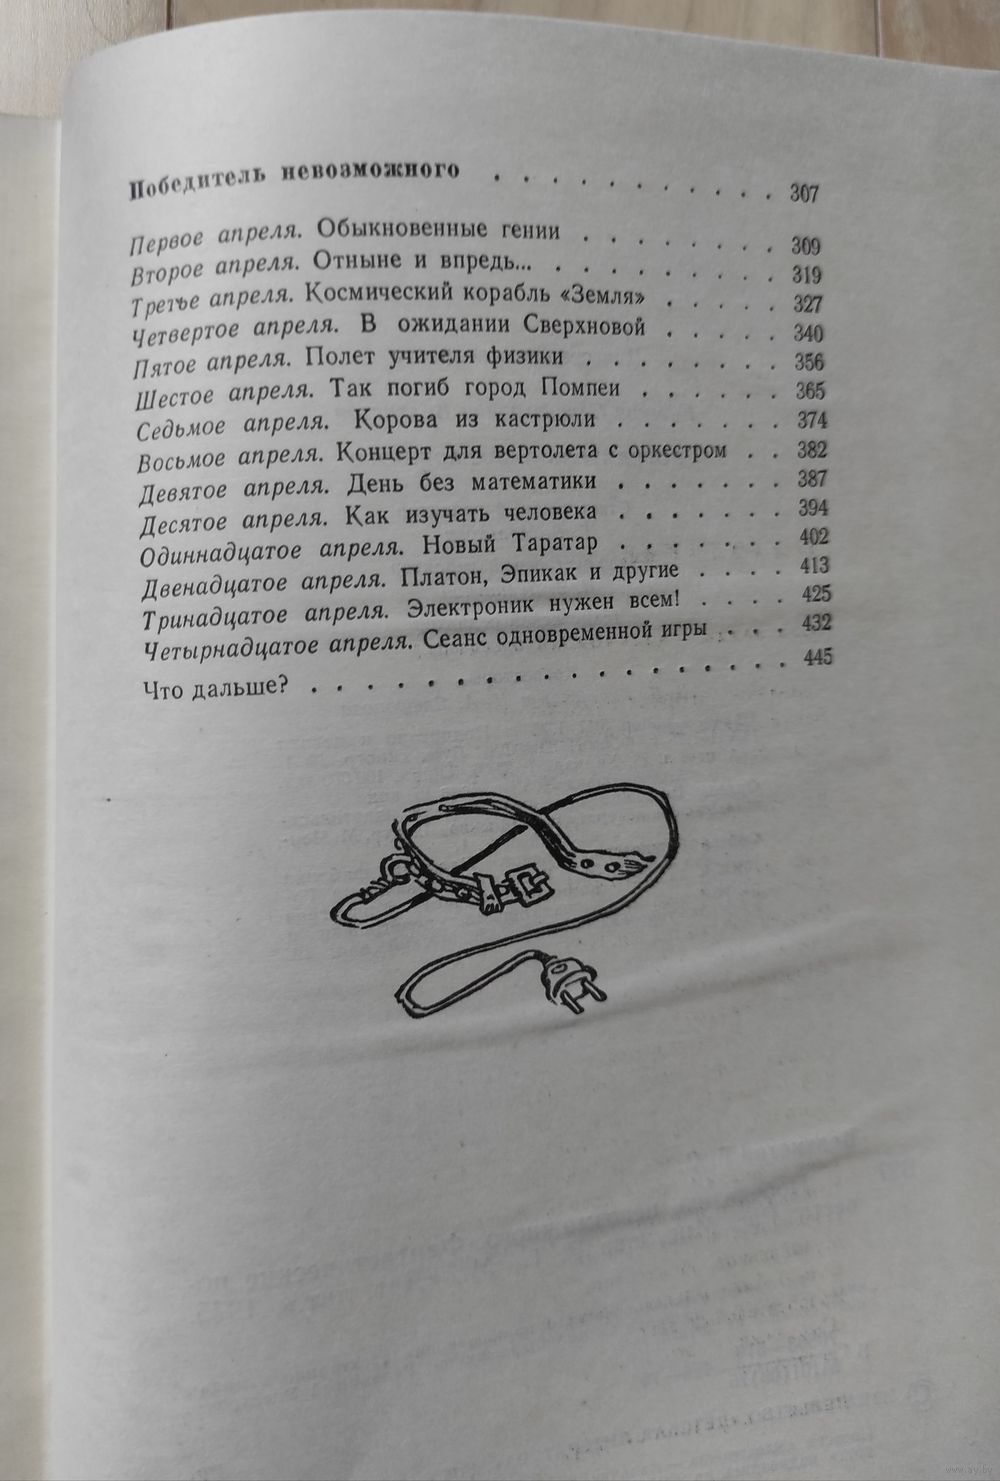 Победитель невозможного . . . . . . . . . . . 307
Первое апреля. Обыкновенные гении . . . . . . . 309
Второе апреля. Отныне и впредь... . . . . . . . . . 319
Третье апреля. Космический корабль «Земля» . . . . . 327
Четвертое апреля. В ожидании Сверхновой . . . . . 340
Пятое апреля. Полет учителя физики . . . . . . . 356
Шестое апреля. Так погиб город Помпеи . . . . . 365
Седьмое апреля. Корова из кастрюли . . . . . . 374
Восьмое апреля. Концерт для вертолета с оркестром . . 382
Девятое апреля. День без математики . . . . . . 387
Десятое апреля. Как изучать человека . . . . . . 394
Одиннадцатое апреля. Новый Таратар . . . . . . 402
Двенадцатое апреля. Платон, Эпикак и другие . . . . 413
Тринадцатое апреля. Электроник нужен всем! . . . . 425
Четырнадцатое апреля. Сеанс одновременной игры . . . 432
Что дальше? . . . . . . . . . . . . . . . . . 445